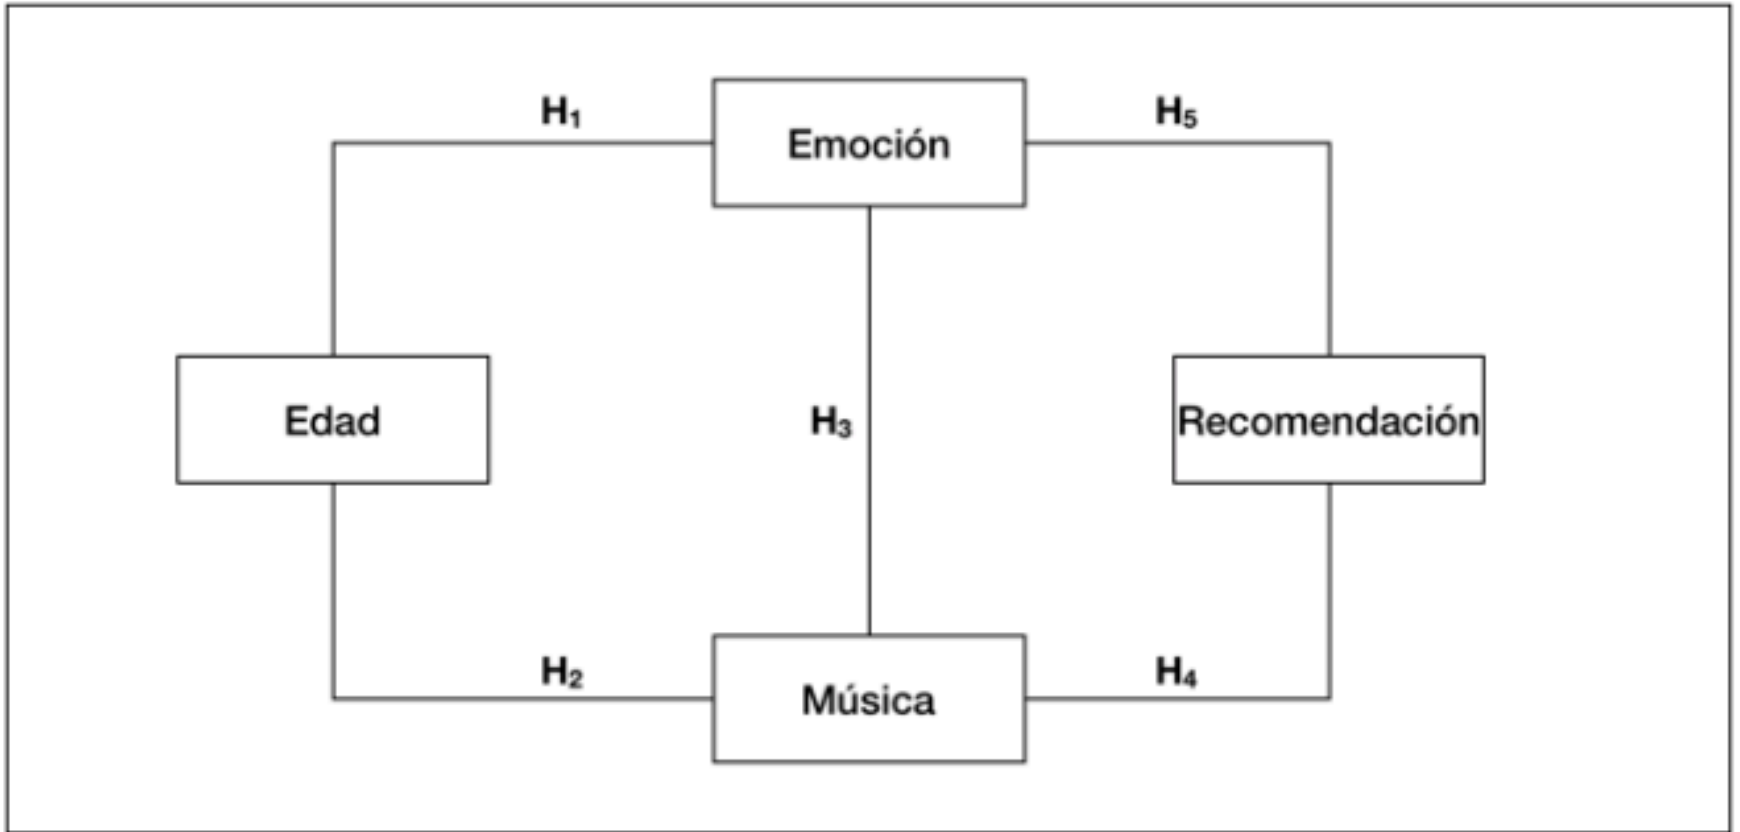 H₁
Emoción
H₅
Edad
H₃
Recomendación
H₂
Música
H₄